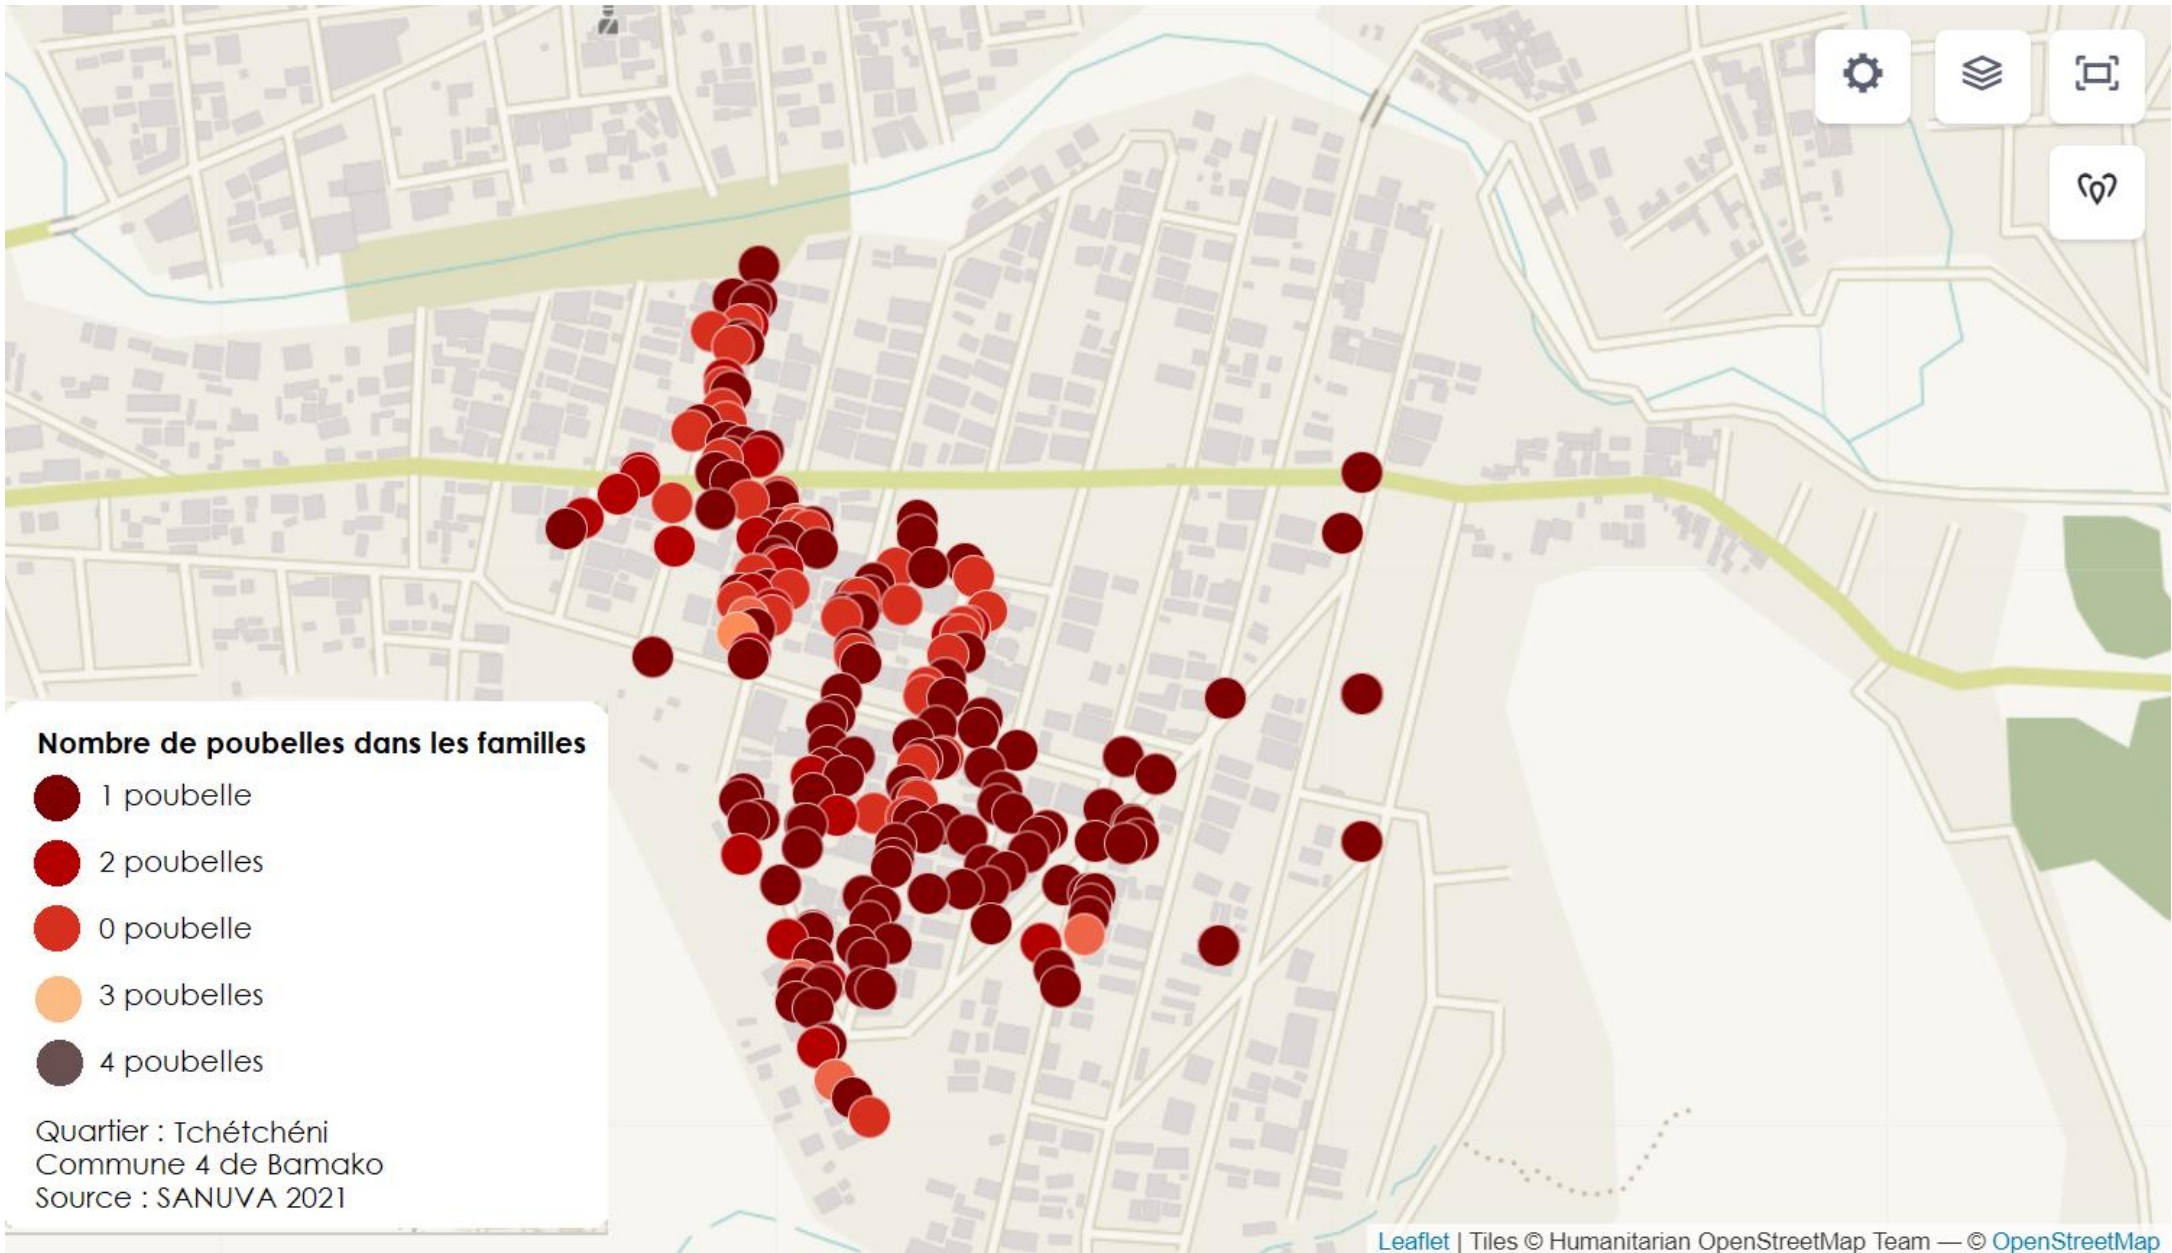 Nombre de poubelles dans les familles
1 poubelle
2 poubelles
0 poubelle
3 poubelles
4 poubelles
Quartier : Tchétchéni
Commune 4 de Bamako
Source : SANUVA 2021
Leaflet | Tiles © Humanitarian OpenStreetMap Team — © OpenStreetMap